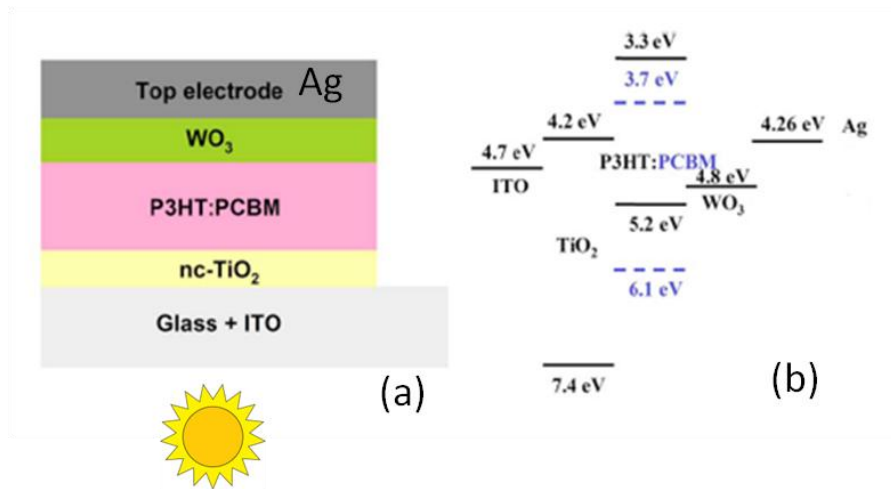 Top electrode Ag
WO3
P3HT:PCBM
nc-TiO2
Glass + ITO
(a)
3.3 eV
3.7 eV
4.2 eV
4.26 eV Ag
4.7 eV
P3HT:PCBM
ITO
4.8 eV
WO3
5.2 eV
TiO2
6.1 eV
7.4 eV
(b)